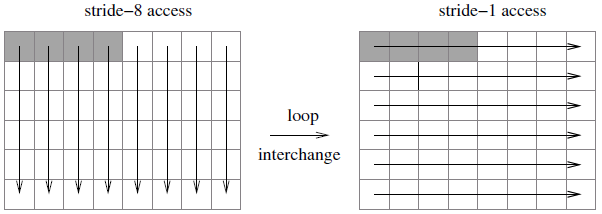 stride−8 access
stride−1 access
loop
interchange